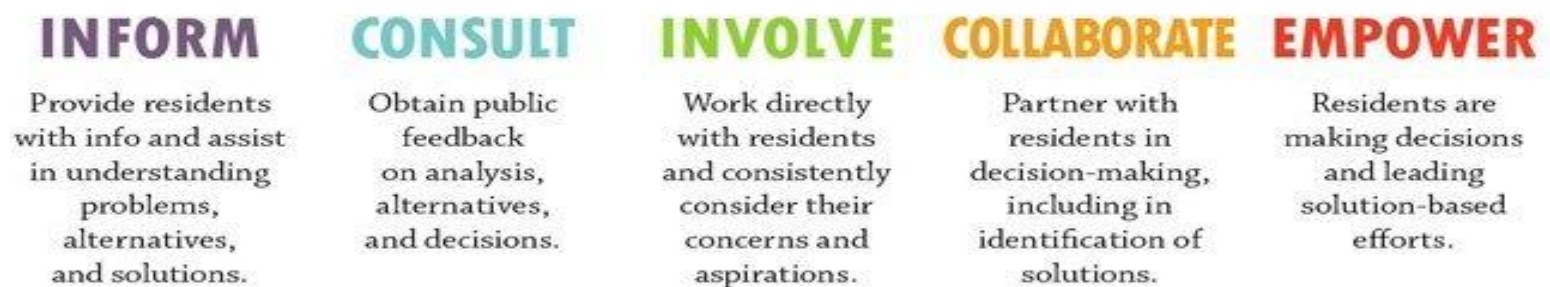 INFORM
Provide residents
with info and assist
in understanding
problems,
alternatives,
and solutions.
CONSULT
Obtain public
feedback
on analysis,
alternatives,
and decisions.
INVOLVE
Work directly
with residents
and consistently
consider their
concerns and
aspirations.
COLLABORATE
Partner with
residents in
decision-making,
including in
identification of
solutions.
EMPOWER
Residents are
making decisions
and leading
solution-based
efforts.